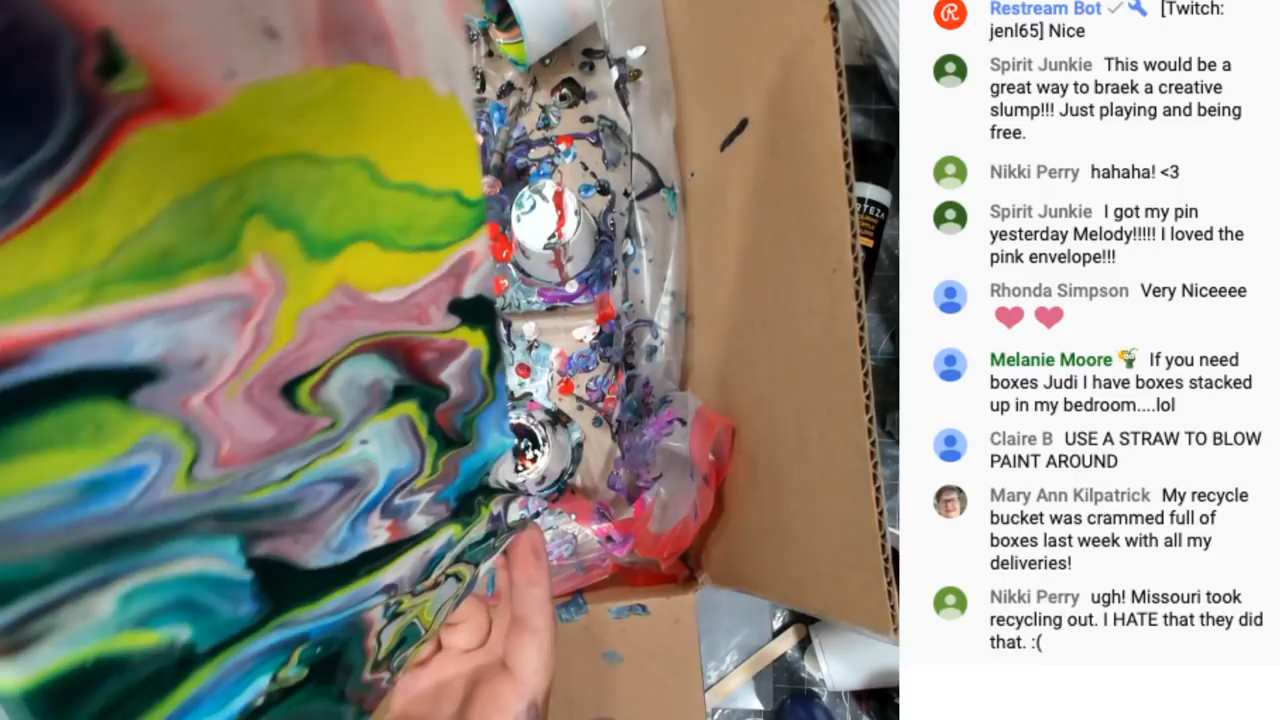 Restream Bot [Twitch:
jenl65] Nice
Spirit Junkie This would be a
great way to braek a creative
slump!!! Just playing and being
free.
Nikki Perry hahaha! <3
Spirit Junkie I got my pin
yesterday Melody!!!!! I loved the
pink envelope!!!
Rhonda Simpson Very Niceeee
Melanie Moore If you need
boxes Judi I have boxes stacked
up in my bedroom....lol
Claire B USE A STRAW TO BLOW
PAINT AROUND
Mary Ann Kilpatrick My recycle
bucket was crammed full of
boxes last week with all my
deliveries!
Nikki Perry ugh! Missouri took
recycling out. I HATE that they did
that. :(
RTEZA